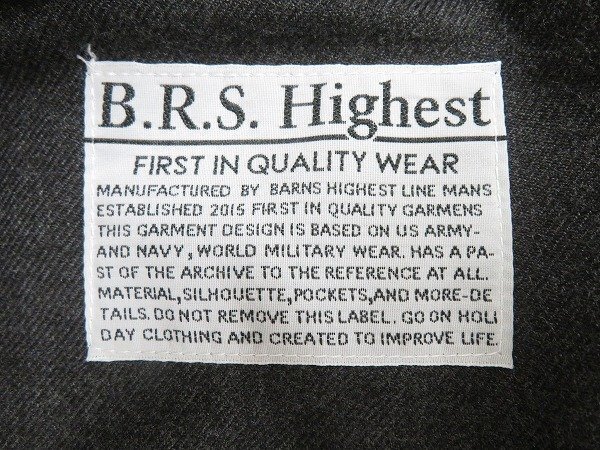 B.R.S. Highest
FIRST IN QUALITY WEAR
MANUFACTURED BY BARNS HIGHEST LINE MANS
ESTABLISHED 2015 FIRST IN QUALITY GARMENS
THIS GARMENT DESIGN IS BASED ON US ARMY-
AND NAVY, WORLD MILITARY WEAR. HAS A PA-
ST OF THE ARCHIVE TO THE REFERENCE AT ALL.
MATERIAL,SILHOUETTE,POCKETS,AND MORE-DE
TAILS. DO NOT REMOVE THIS LABEL. GO ON HOLI
DAY CLOTHING AND CREATED TO IMPROVE LIFE.